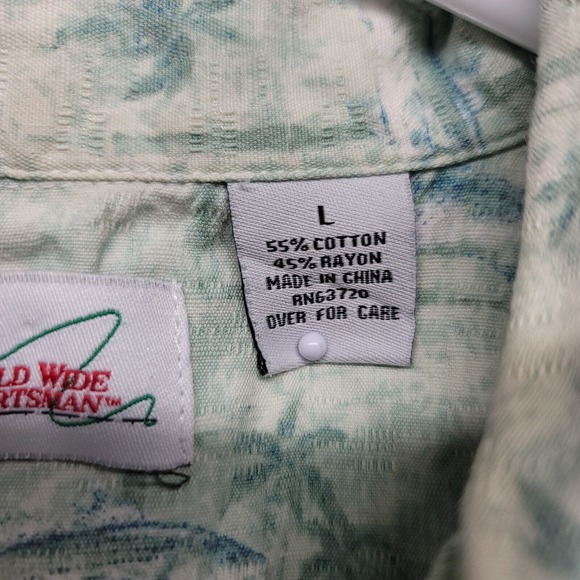 L
55% COTTON
45% RAYON
MADE IN CHINA
RN63720
OVER FOR CARE
LD WIDE
RTSMAN™